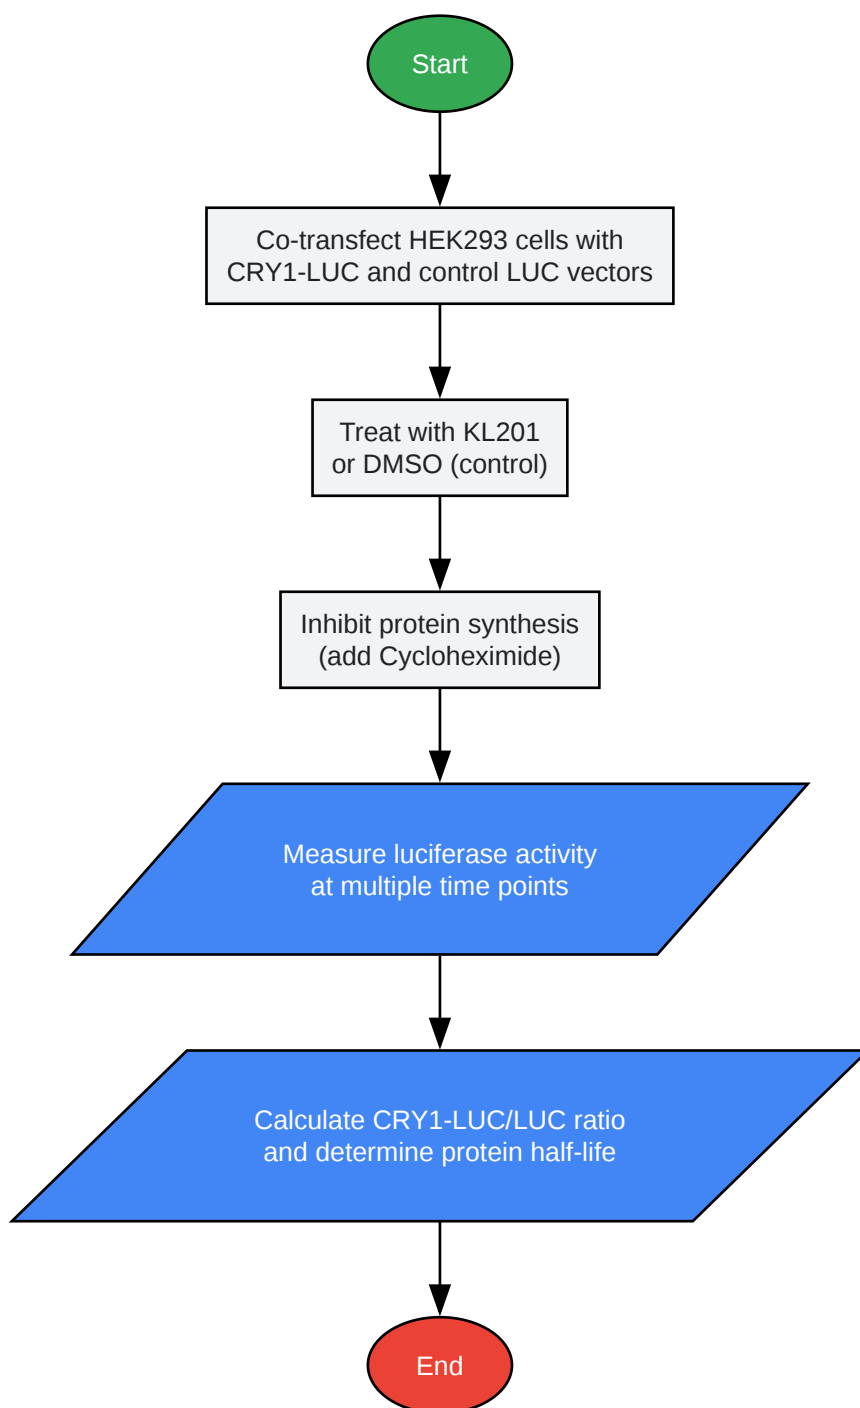 Start
Co-transfect HEK293 cells with
CRY1-LUC and control LUC vectors
Treat with KL201
or DMSO (control)
Inhibit protein synthesis
(add Cycloheximide)
Measure luciferase activity
at multiple time points
Calculate CRY1-LUC/LUC ratio
and determine protein half-life
End